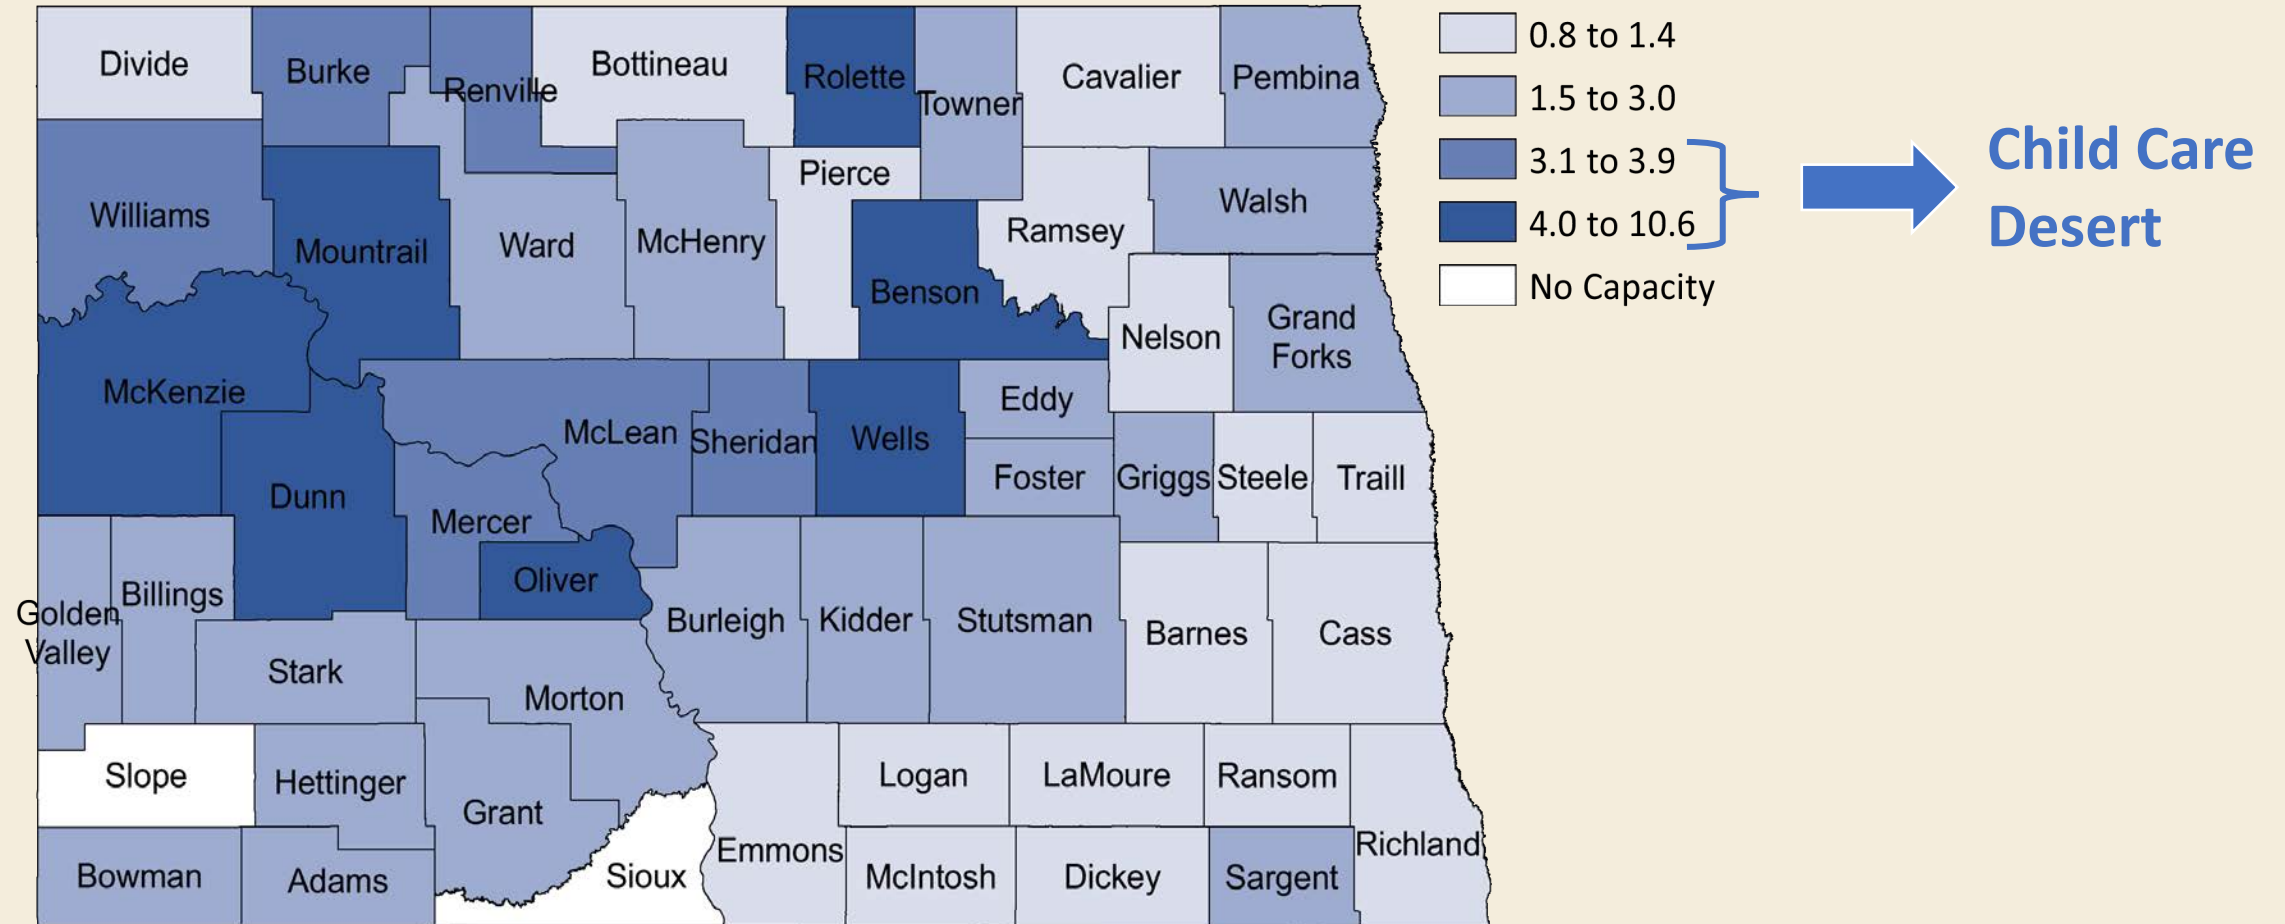 Divide
Burke
Renville
Bottineau
Rolette
Towner
Cavalier
Pembina
Williams
Mountrail
Ward
McHenry
Pierce
Benson
Ramsey
Walsh
Nelson
Grand
Forks
McKenzie
Dunn
McLean
Sheridan
Wells
Eddy
Foster
Griggs
Steele
Traill
Mercer
Oliver
Golden
Valley
Billings
Stark
Morton
Burleigh
Kidder
Stutsman
Barnes
Cass
Slope
Hettinger
Grant
Sioux
Emmons
Logan
LaMoure
Ransom
Richland
Bowman
Adams
McIntosh
Dickey
Sargent
0.8 to 1.4
1.5 to 3.0
3.1 to 3.9
4.0 to 10.6
No Capacity
Child Care
Desert